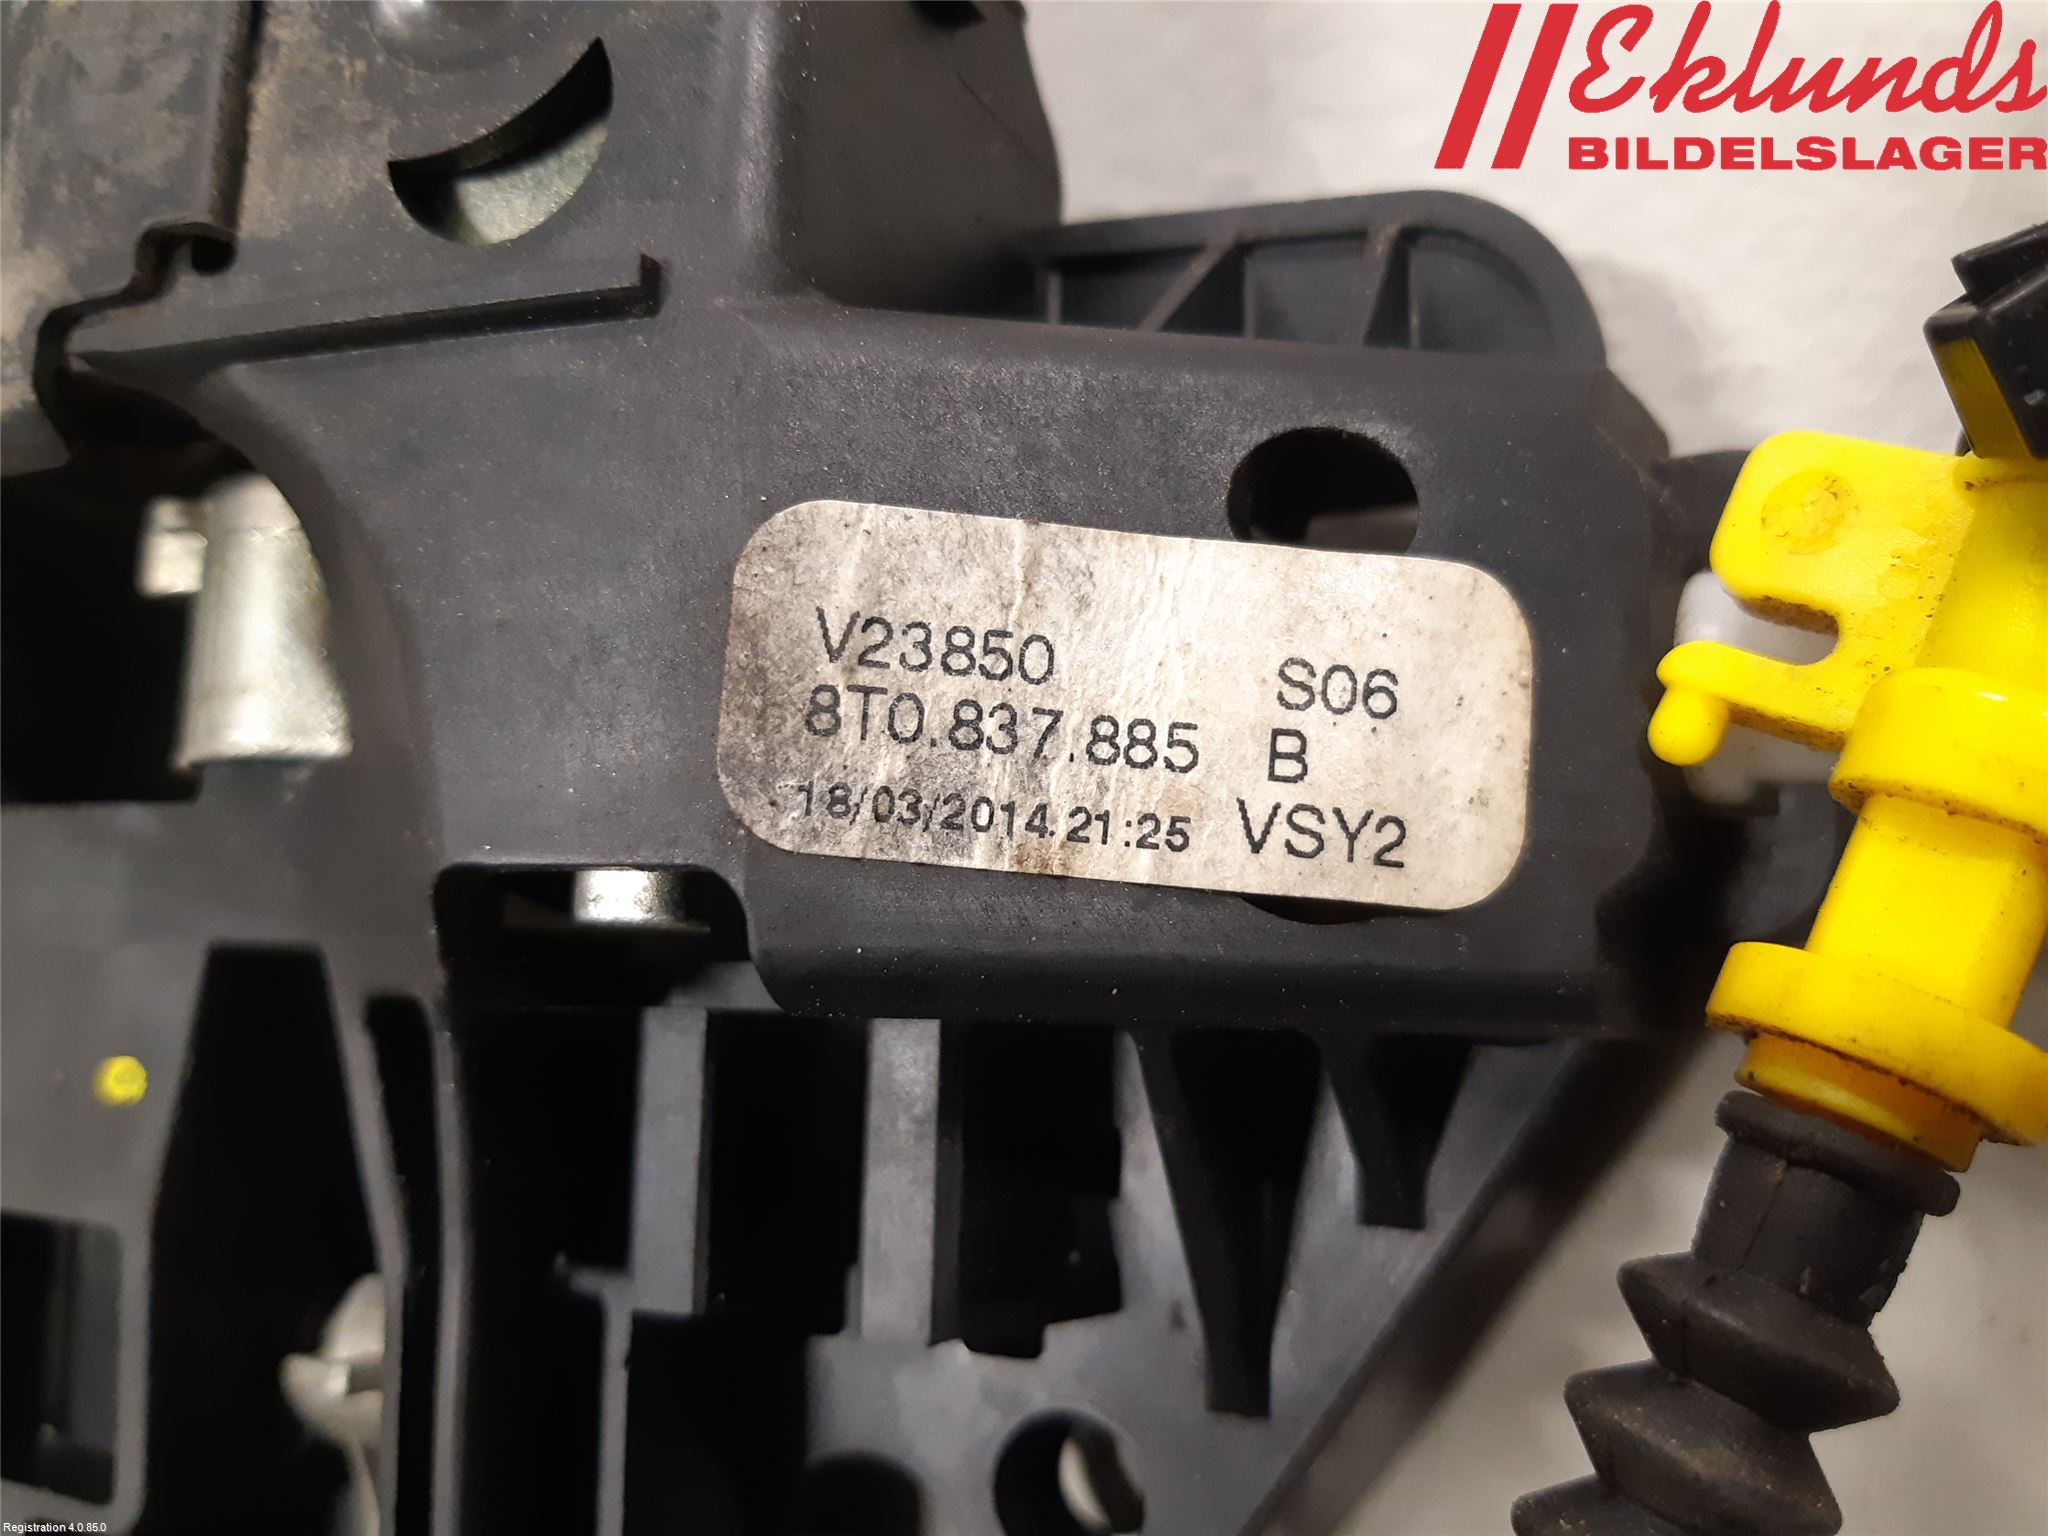 Eklunds
BILDELSLAGER
V23850 S06
8T0.837.885 B
18/03/2014 21:25 VSY2
Registration 4.0.85.0